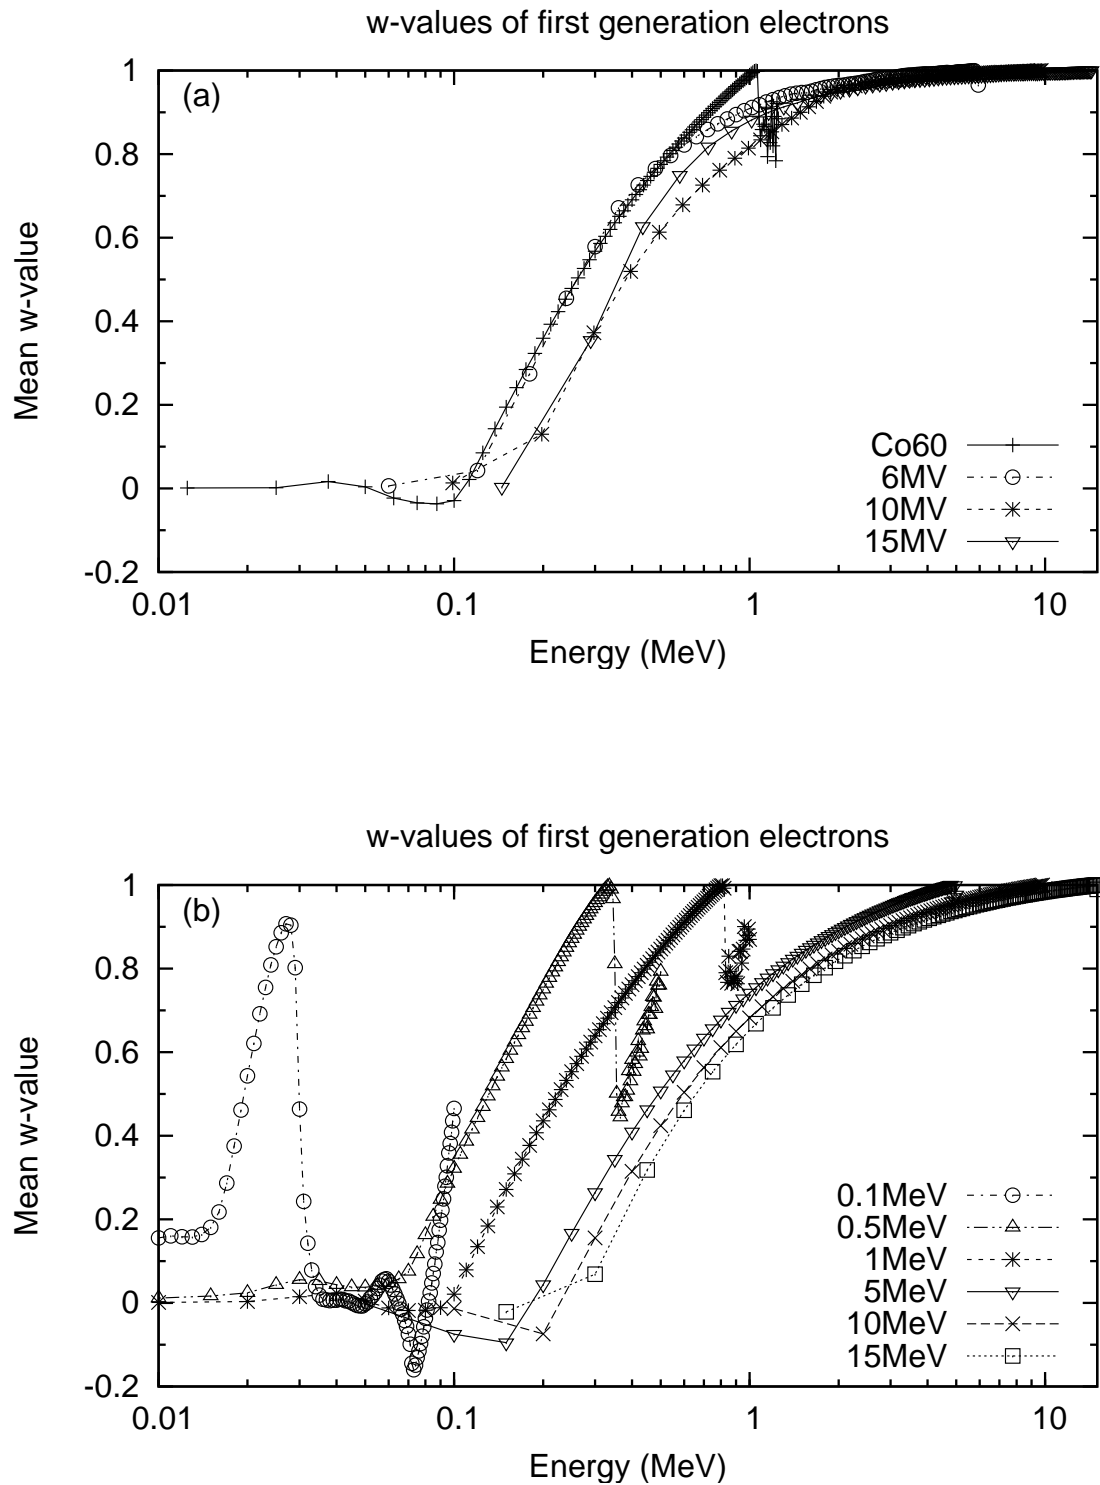 w-values of first generation electrons
1
(a)
0.8
0.6
0.4
0.2
0
-0.2
Mean w-value
Co60
6MV
10MV
15MV
0.01
0.1
1
10
Energy (MeV)
w-values of first generation electrons
1
(b)
0.8
0.6
0.4
0.2
0
-0.2
Mean w-value
0.1MeV
0.5MeV
1MeV
5MeV
10MeV
15MeV
0.01
0.1
1
10
Energy (MeV)